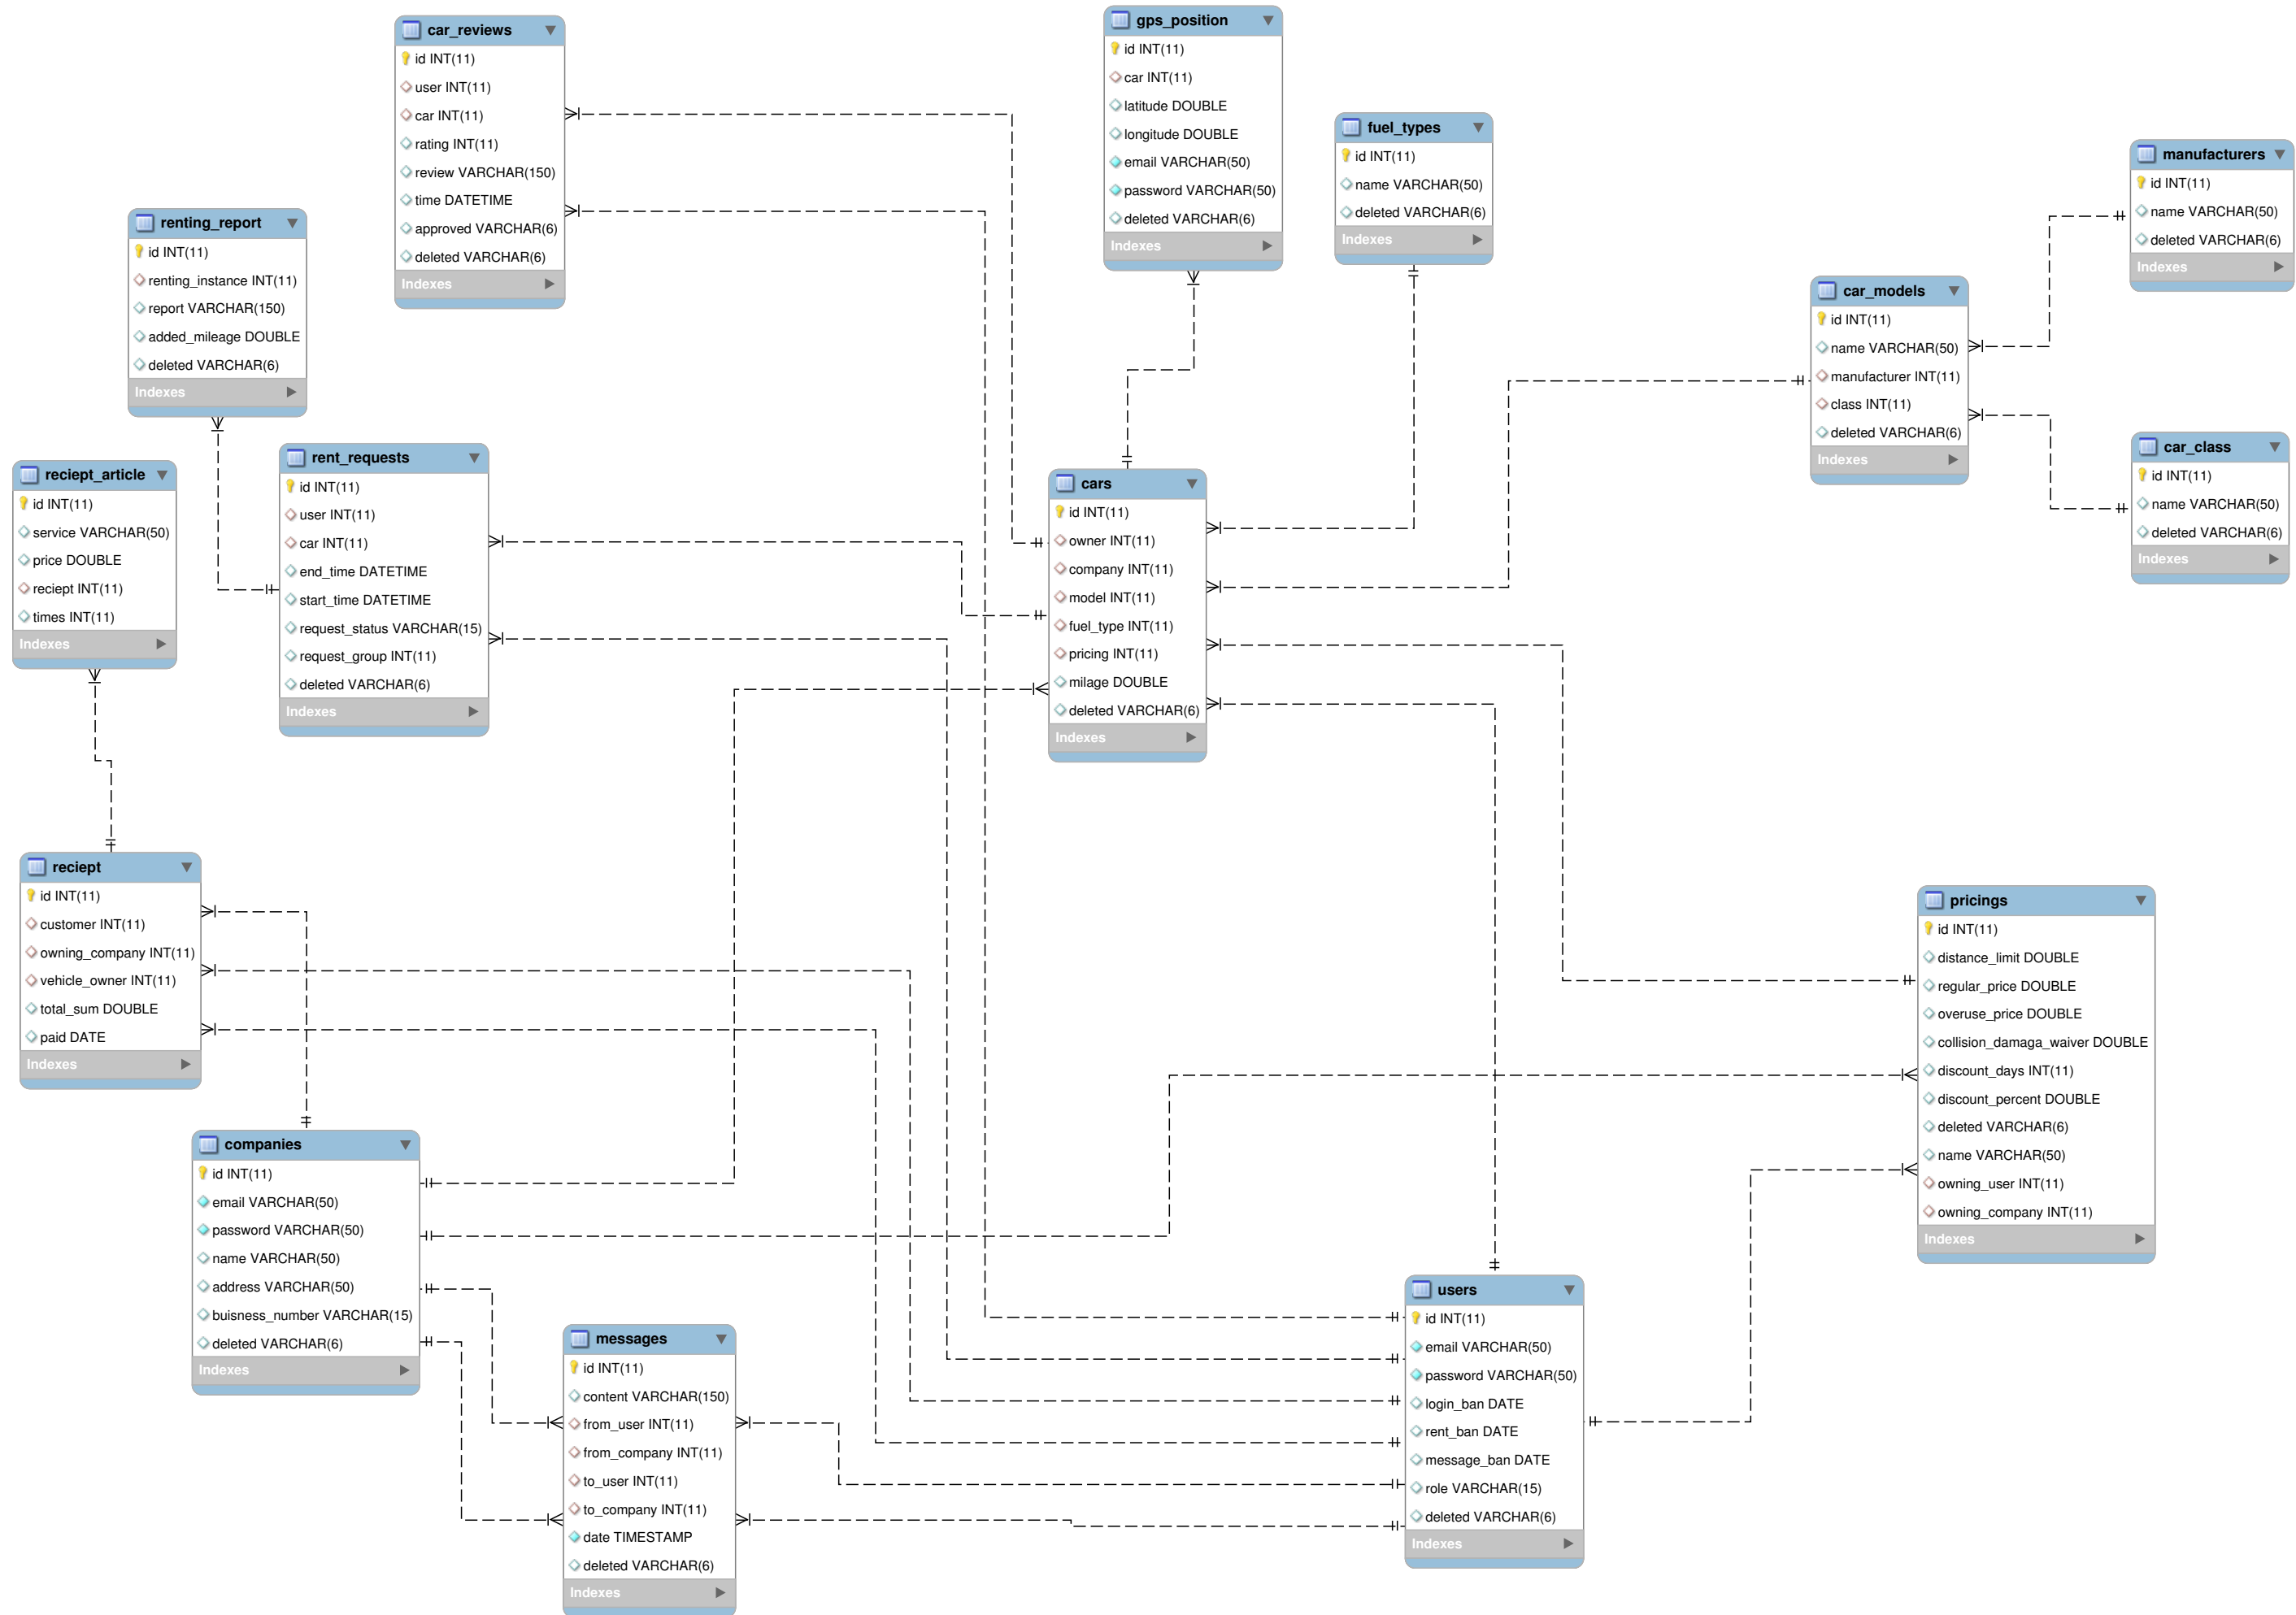 car_reviews
id INT(11)
user INT(11)
car INT(11)
rating INT(11)
review VARCHAR(150)
time DATETIME
approved VARCHAR(6)
deleted VARCHAR(6)
Indexes
gps_position
id INT(11)
car INT(11)
latitude DOUBLE
longitude DOUBLE
email VARCHAR(50)
password VARCHAR(50)
deleted VARCHAR(6)
Indexes
fuel_types
id INT(11)
name VARCHAR(50)
deleted VARCHAR(6)
Indexes
manufacturers
id INT(11)
name VARCHAR(50)
deleted VARCHAR(6)
Indexes
renting_report
id INT(11)
renting_instance INT(11)
report VARCHAR(150)
added_mileage DOUBLE
deleted VARCHAR(6)
Indexes
car_models
id INT(11)
name VARCHAR(50)
manufacturer INT(11)
class INT(11)
deleted VARCHAR(6)
Indexes
car_class
id INT(11)
name VARCHAR(50)
deleted VARCHAR(6)
Indexes
reciept_article
id INT(11)
service VARCHAR(50)
price DOUBLE
reciept INT(11)
times INT(11)
Indexes
rent_requests
id INT(11)
user INT(11)
car INT(11)
end_time DATETIME
start_time DATETIME
request_status VARCHAR(15)
request_group INT(11)
deleted VARCHAR(6)
Indexes
cars
id INT(11)
owner INT(11)
company INT(11)
model INT(11)
fuel_type INT(11)
pricing INT(11)
milage DOUBLE
deleted VARCHAR(6)
Indexes
reciept
id INT(11)
customer INT(11)
owning_company INT(11)
vehicle_owner INT(11)
total_sum DOUBLE
paid DATE
Indexes
pricings
id INT(11)
distance_limit DOUBLE
regular_price DOUBLE
overuse_price DOUBLE
collision_damaga_waiver DOUBLE
discount_days INT(11)
discount_percent DOUBLE
deleted VARCHAR(6)
name VARCHAR(50)
owning_user INT(11)
owning_company INT(11)
Indexes
companies
id INT(11)
email VARCHAR(50)
password VARCHAR(50)
name VARCHAR(50)
address VARCHAR(50)
buisness_number VARCHAR(15)
deleted VARCHAR(6)
Indexes
messages
id INT(11)
content VARCHAR(150)
from_user INT(11)
from_company INT(11)
to_user INT(11)
to_company INT(11)
date TIMESTAMP
deleted VARCHAR(6)
Indexes
users
id INT(11)
email VARCHAR(50)
password VARCHAR(50)
login_ban DATE
rent_ban DATE
message_ban DATE
role VARCHAR(15)
deleted VARCHAR(6)
Indexes